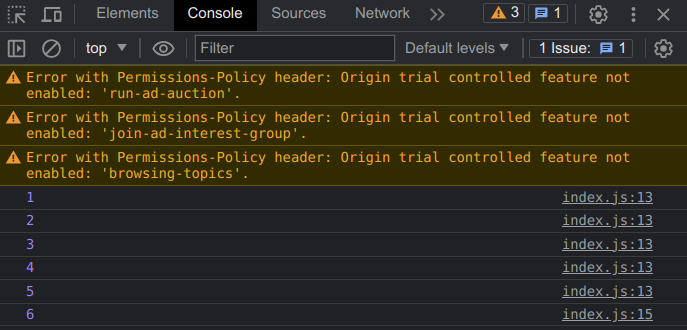 Elements Console Sources Network 3 1
top Filter Default levels 1 Issue: 1
Error with Permissions-Policy header: Origin trial controlled feature not
enabled: 'run-ad-auction'.
Error with Permissions-Policy header: Origin trial controlled feature not
enabled: 'join-ad-interest-group'.
Error with Permissions-Policy header: Origin trial controlled feature not
enabled: 'browsing-topics'.
1 index.js:13
2 index.js:13
3 index.js:13
4 index.js:13
5 index.js:13
6 index.js:15